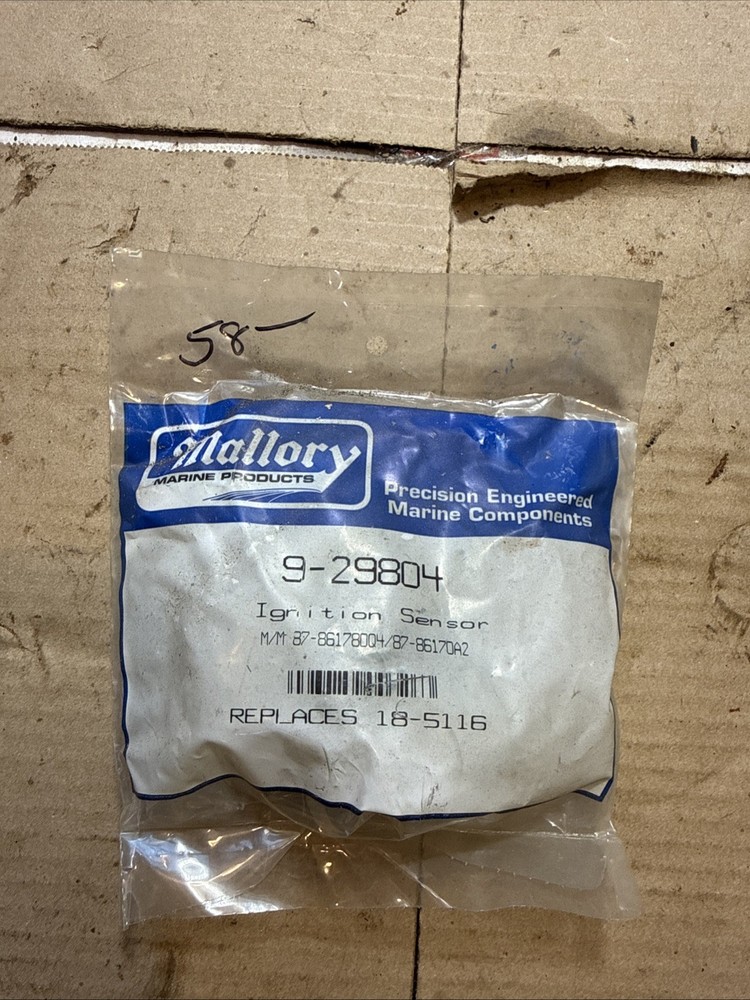 58-
Mallory
MARINE PRODUCTS
Precision Engineered
Marine Components
9-29804
Ignition Sensor
M/M 87-86178004/87-86170A2
REPLACES 18-5116